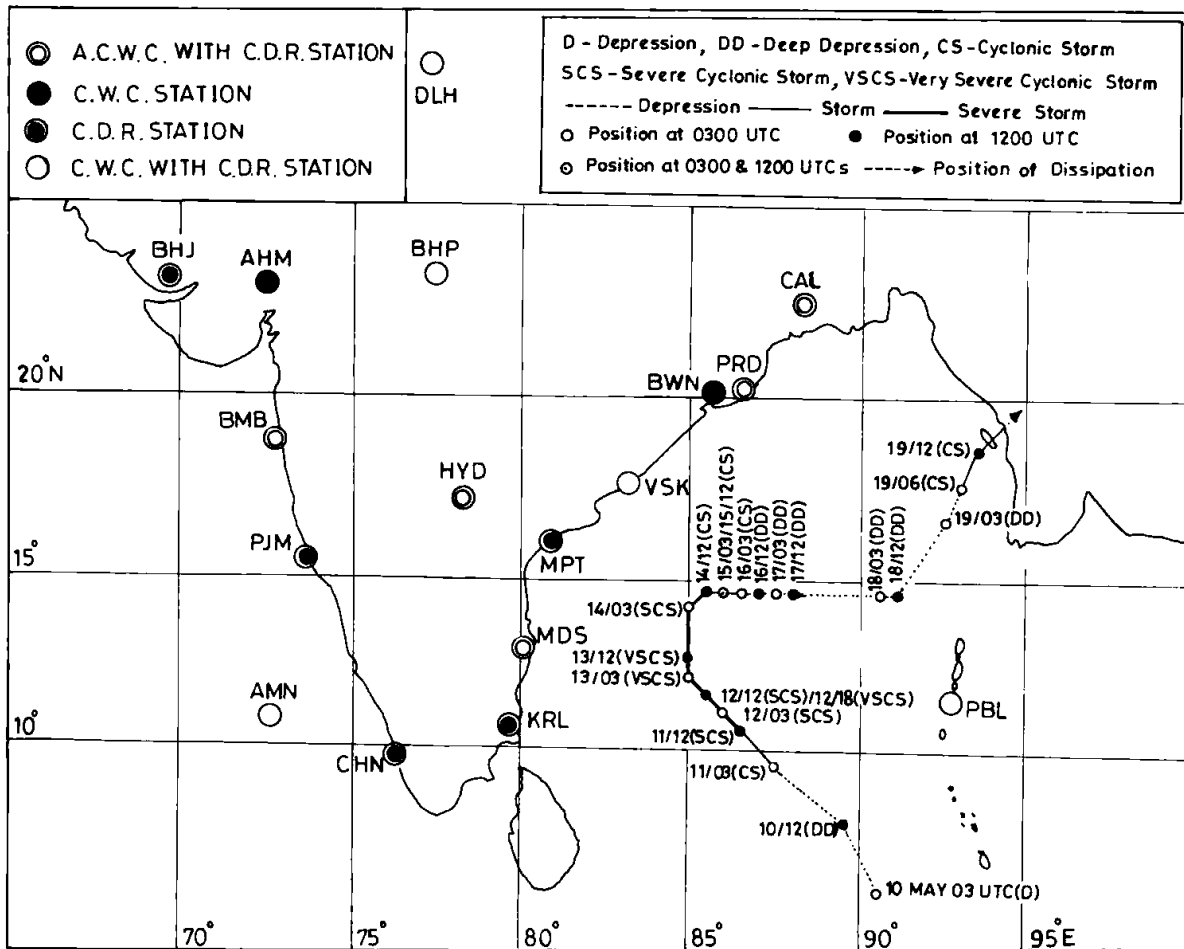 A.C.W.C. WITH C.D.R. STATION
C.W.C. STATION
C.D.R. STATION
C.W.C. WITH C.D.R. STATION
DLH
D - Depression, DD - Deep Depression, CS - Cyclonic Storm
SCS - Severe Cyclonic Storm, VSCS - Very Severe Cyclonic Storm
Depression Storm Severe Storm
Position at 0300 UTC Position at 1200 UTC
Position at 0300 & 1200 UTCs Position of Dissipation
BHJ
AHM
BHP
CAL
PRD
BWN
20°N
BMB
HYD
VSK
19/12 (CS)
19/06 (CS)
19/03 (DD)
PJM
MPT
14/12 (CS)
15/03/15/12 (CS)
16/03 (CS)
16/12 (DD)
17/03 (DD)
17/12 (DD)
18/03 (DD)
18/12 (DD)
15°
14/03 (SCS)
MDS
13/12 (VSCS)
13/03 (VSCS)
12/12 (SCS)/12/18 (VSCS)
12/03 (SCS)
AMN
KRL
PBL
11/12 (SCS)
10°
CHN
11/03 (CS)
10/12 (DD)
10 MAY 03 UTC (D)
70° 75° 80° 85° 90° 95°E